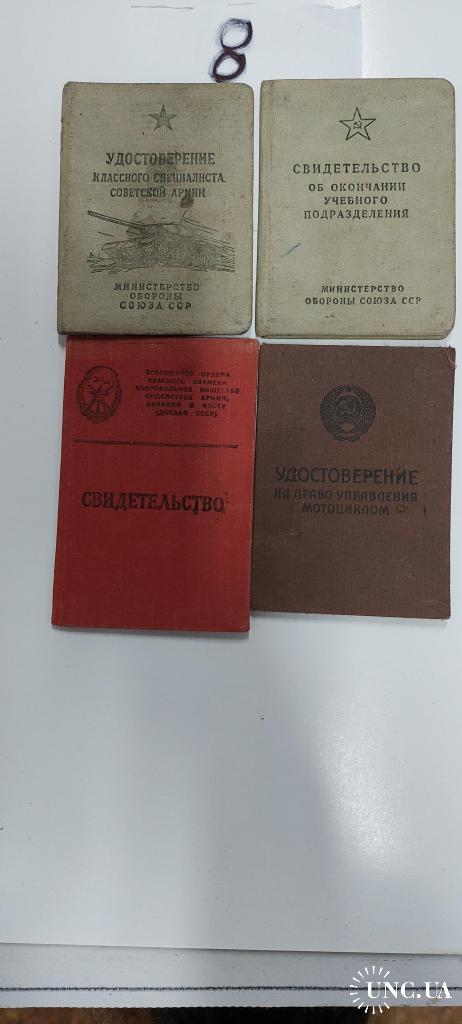 8
УДОСТОВЕРЕНИЕ
КЛАССНОГО СПЕЦИАЛИСТА
СОВЕТСКОЙ АРМИИ
МИНИСТЕРСТВО
ОБОРОНЫ
СОЮЗА ССР
СВИДЕТЕЛЬСТВО
ОБ ОКОНЧАНИИ
УЧЕБНОГО
ПОДРАЗДЕЛЕНИЯ
МИНИСТЕРСТВО
ОБОРОНЫ СОЮЗА ССР
ВСЕСОЮЗНОЕ ОРДЕНА
КРАСНОГО ЗНАМЕНИ
ДОБРОВОЛЬНОЕ ОБЩЕСТВО
СОДЕЙСТВИЯ АРМИИ,
АВИАЦИИ И ФЛОТУ
(ДОСААФ СССР)
СВИДЕТЕЛЬСТВО
УДОСТОВЕРЕНИЕ
НА ПРАВО УПРАВЛЕНИЯ
МОТОЦИКЛОМ
UNC.UA